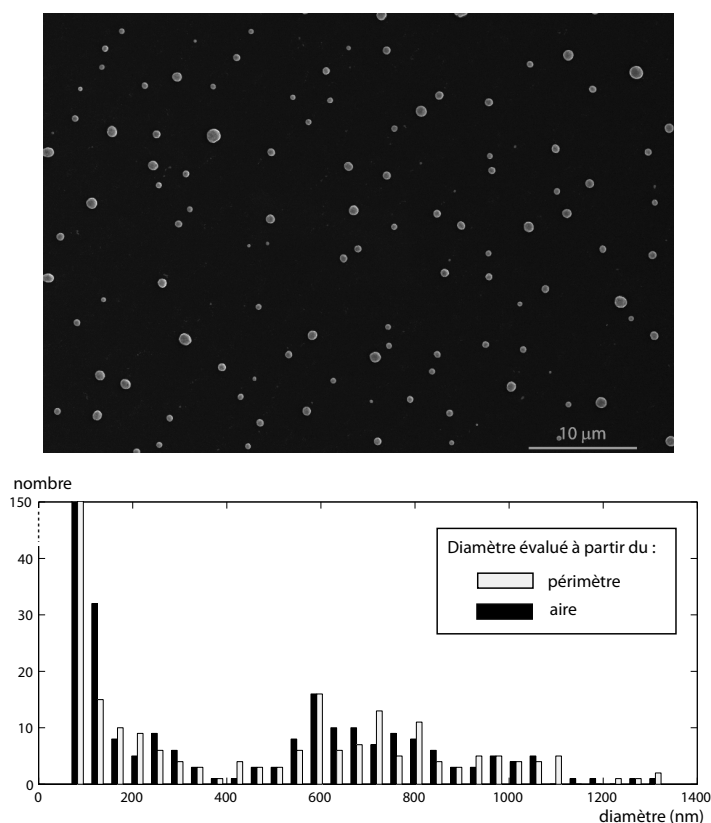 10 µm
nombre
150
40
30
20
10
0
0 200 400 600 800 1000 1200 1400
diamètre (nm)
Diamètre évalué à partir du :
périmètre
aire